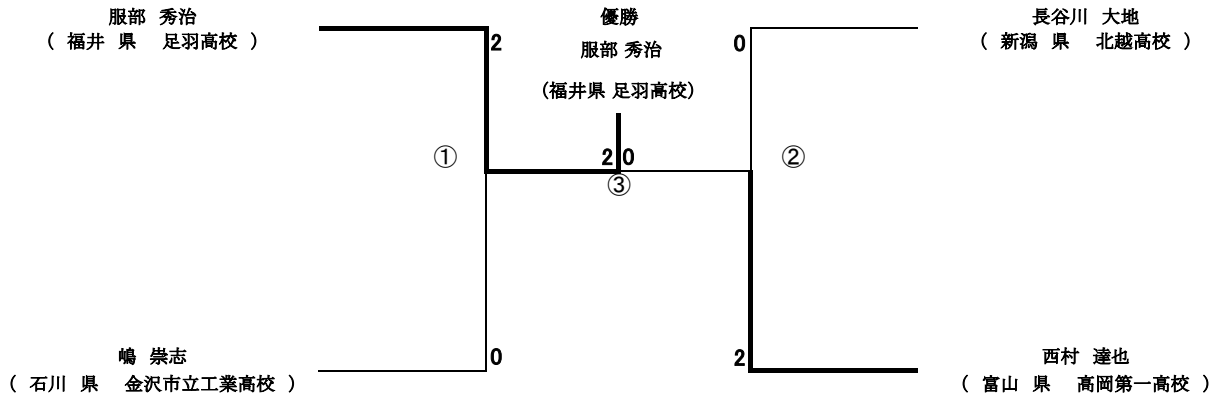 服部 秀治
( 福井 県 足羽高校 )
優勝
服部 秀治
(福井県 足羽高校)
長谷川 大地
( 新潟 県 北越高校 )
2
0
①
2 0
②
③
嶋 崇志
( 石川 県 金沢市立工業高校 )
0
2
西村 達也
( 富山 県 高岡第一高校 )